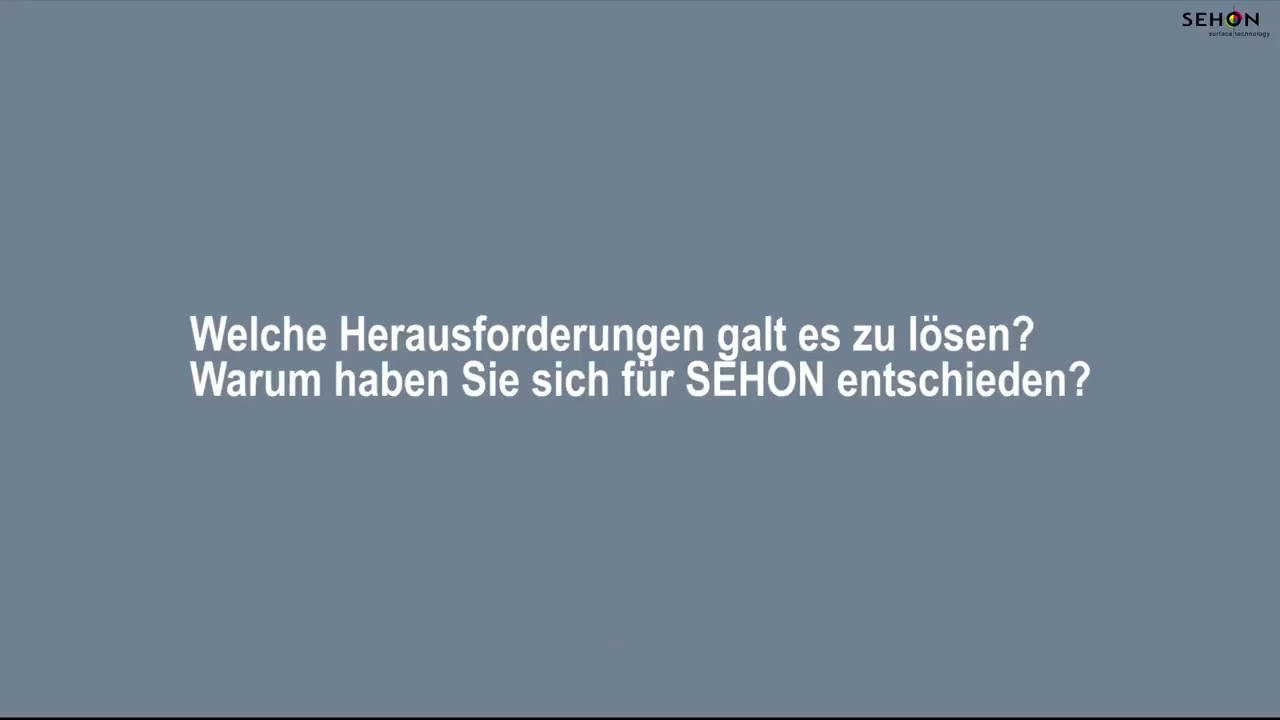 SEHON
surface technology
Welche Herausforderungen galt es zu lösen?
Warum haben Sie sich für SEHON entschieden?